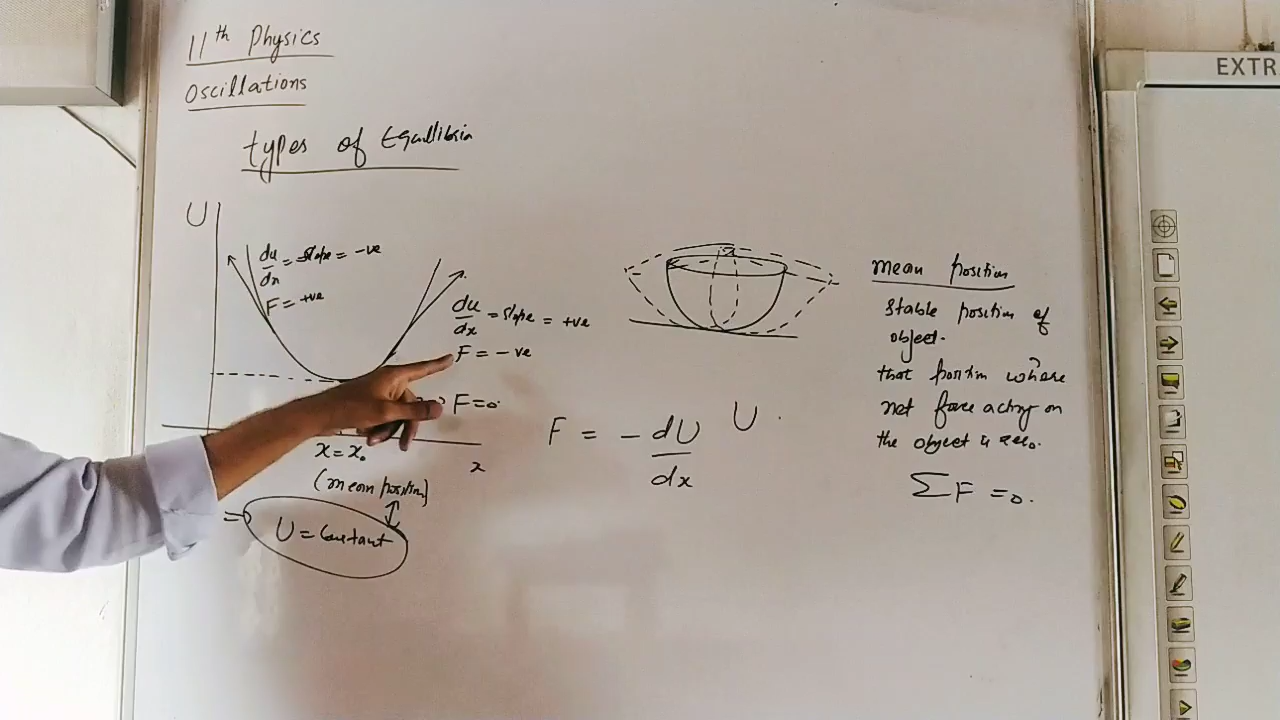 11th Physics
Oscillations
types of Equilibria
U
du/dx = slope = -ve
F = +ve
du/dx = slope = +ve
F = - ve
F=0
x = x₀
x
(mean position)
U = Constant
F = - dU/dx
U
mean position
Stable position of
object.
that position where
net force acting on
the object is zero.
ΣF =0.
EXTR